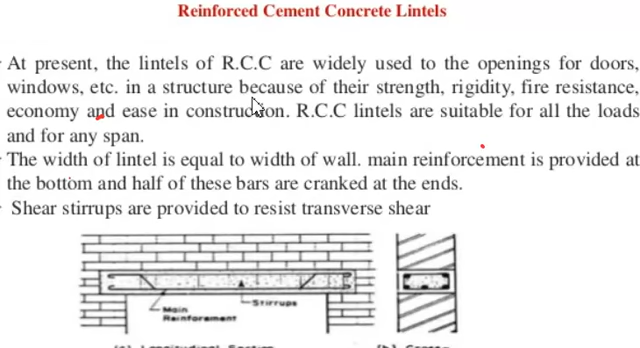 Reinforced Cement Concrete Lintels
- At present, the lintels of R.C.C are widely used to the openings for doors,
windows, etc. in a structure because of their strength, rigidity, fire resistance,
economy and ease in construction. R.C.C lintels are suitable for all the loads
and for any span.
- The width of lintel is equal to width of wall. main reinforcement is provided at
the bottom and half of these bars are cranked at the ends.
- Shear stirrups are provided to resist transverse shear
Main
Reinforcement
Stirrups